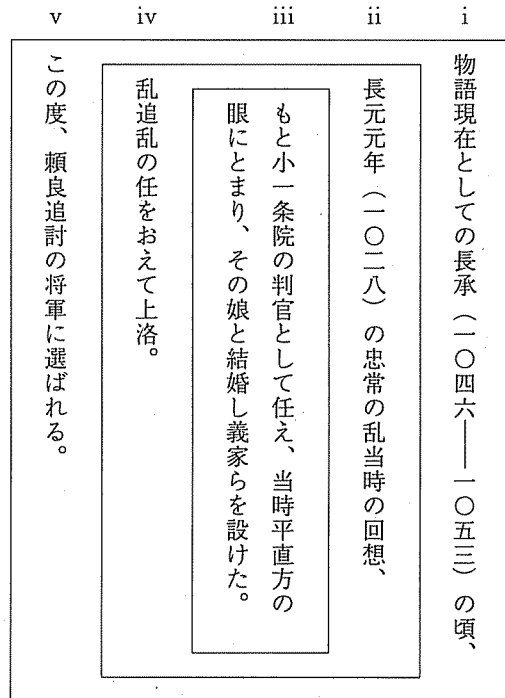 i
物語現在としての長承（一〇四六――一〇五三）の頃、
ii
長元元年（一〇二八）の忠常の乱当時の回想、
iii
もと小一条院の判官として任え、当時平直方の
眼にとまり、その娘と結婚し義家らを設けた。
iv
乱追乱の任をおえて上洛。
v
この度、頼良追討の将軍に選ばれる。